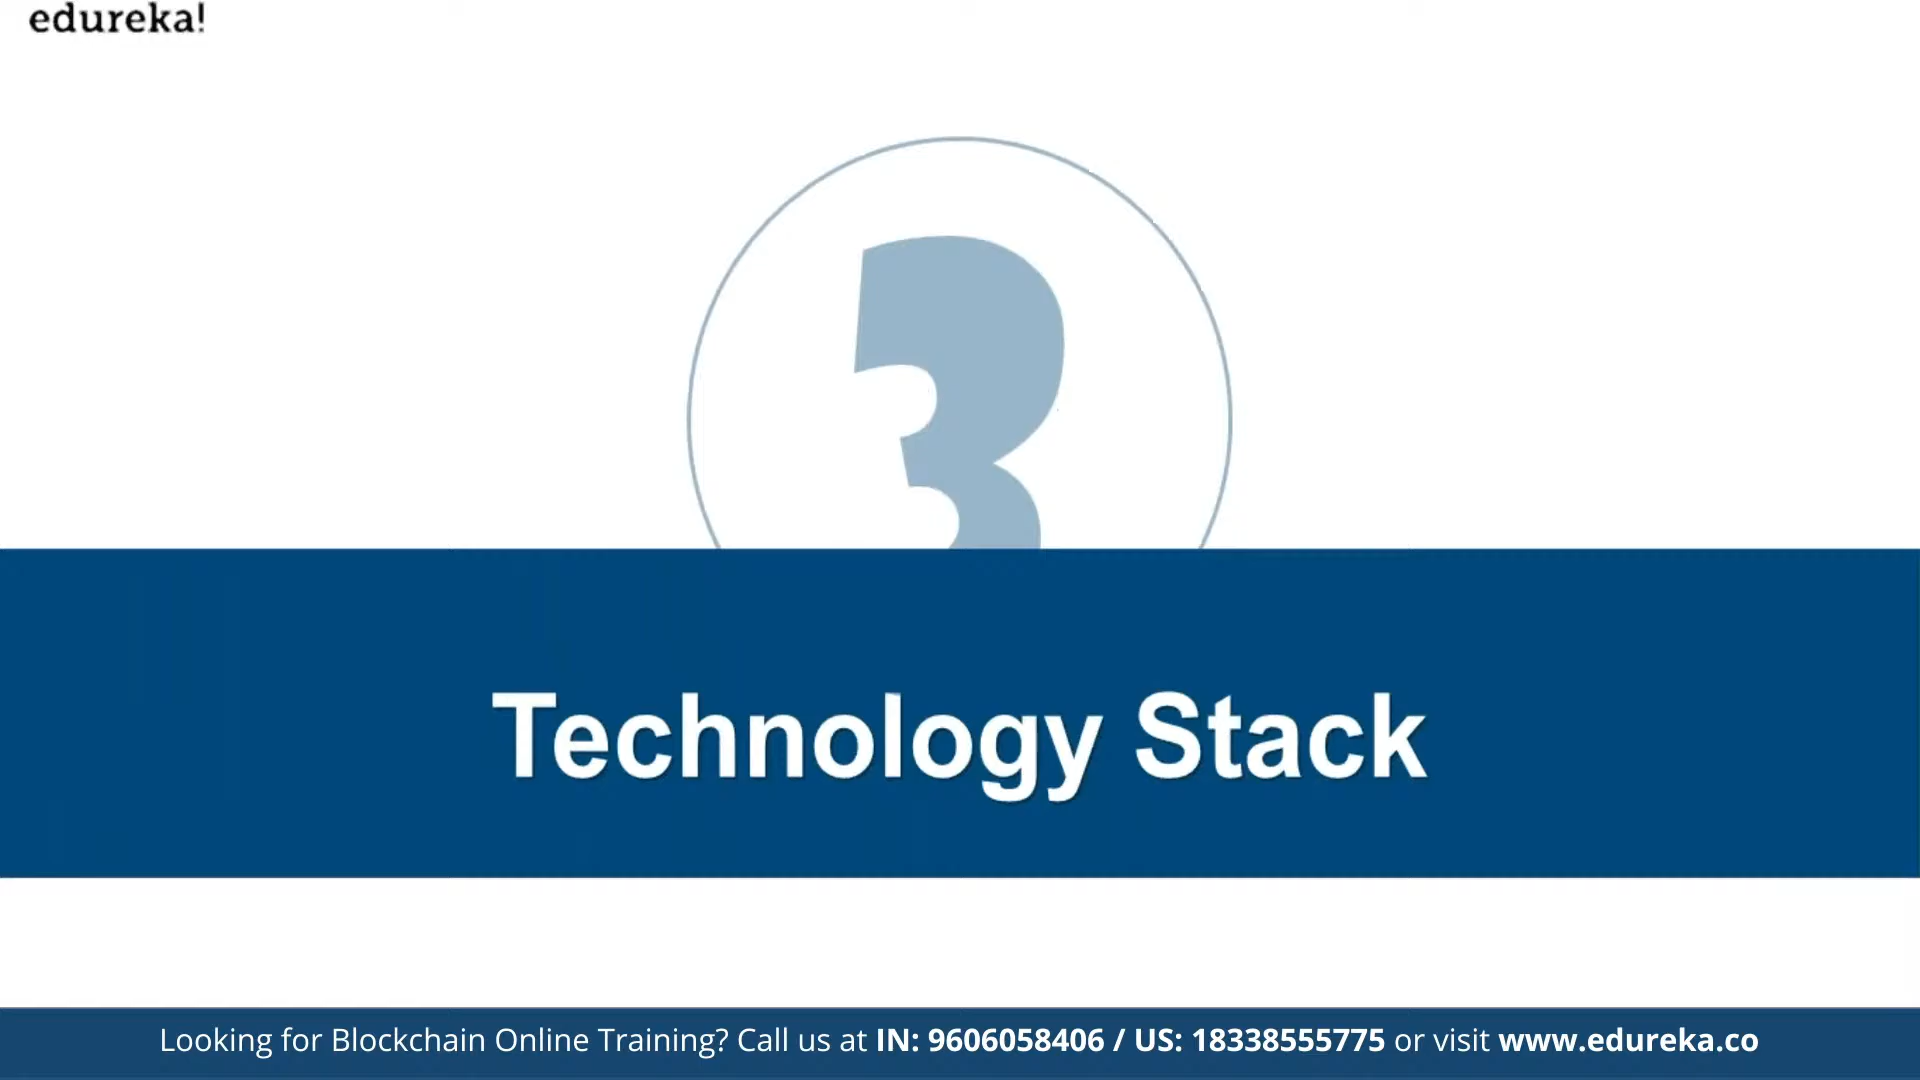 edureka!
3
Technology Stack
Looking for Blockchain Online Training? Call us at IN: 9606058406 / US: 18338555775 or visit www.edureka.co